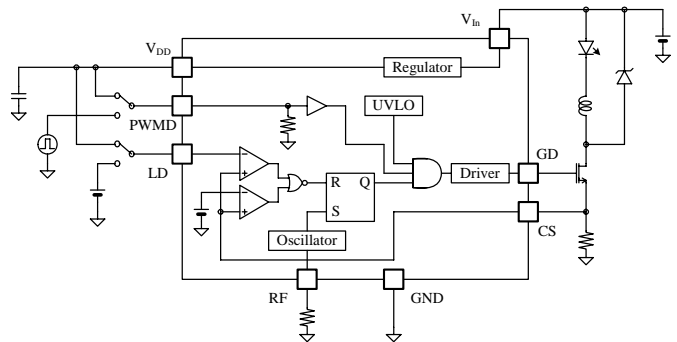 V_In
V_DD
Regulator
PWMD
UVLO
LD
GD
R
Q
Driver
S
Oscillator
CS
RF
GND